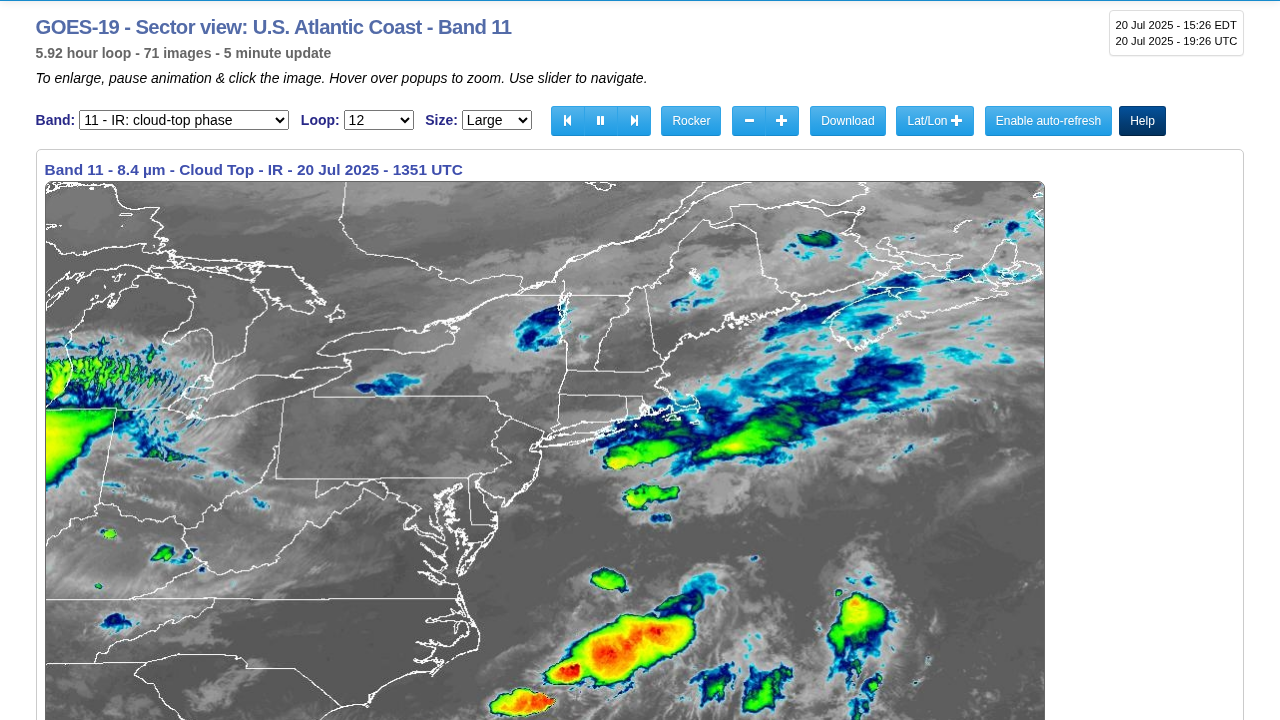 GOES-19 - Sector view: U.S. Atlantic Coast - Band 11
20 Jul 2025 - 15:26 EDT
20 Jul 2025 - 19:26 UTC
5.92 hour loop - 71 images - 5 minute update
To enlarge, pause animation & click the image. Hover over popups to zoom. Use slider to navigate.
Band: 11 - IR: cloud-top phase Loop: 12 Size: Large Rocker Download Lat/Lon Enable auto-refresh Help
Band 11 - 8.4 µm - Cloud Top - IR - 20 Jul 2025 - 1351 UTC